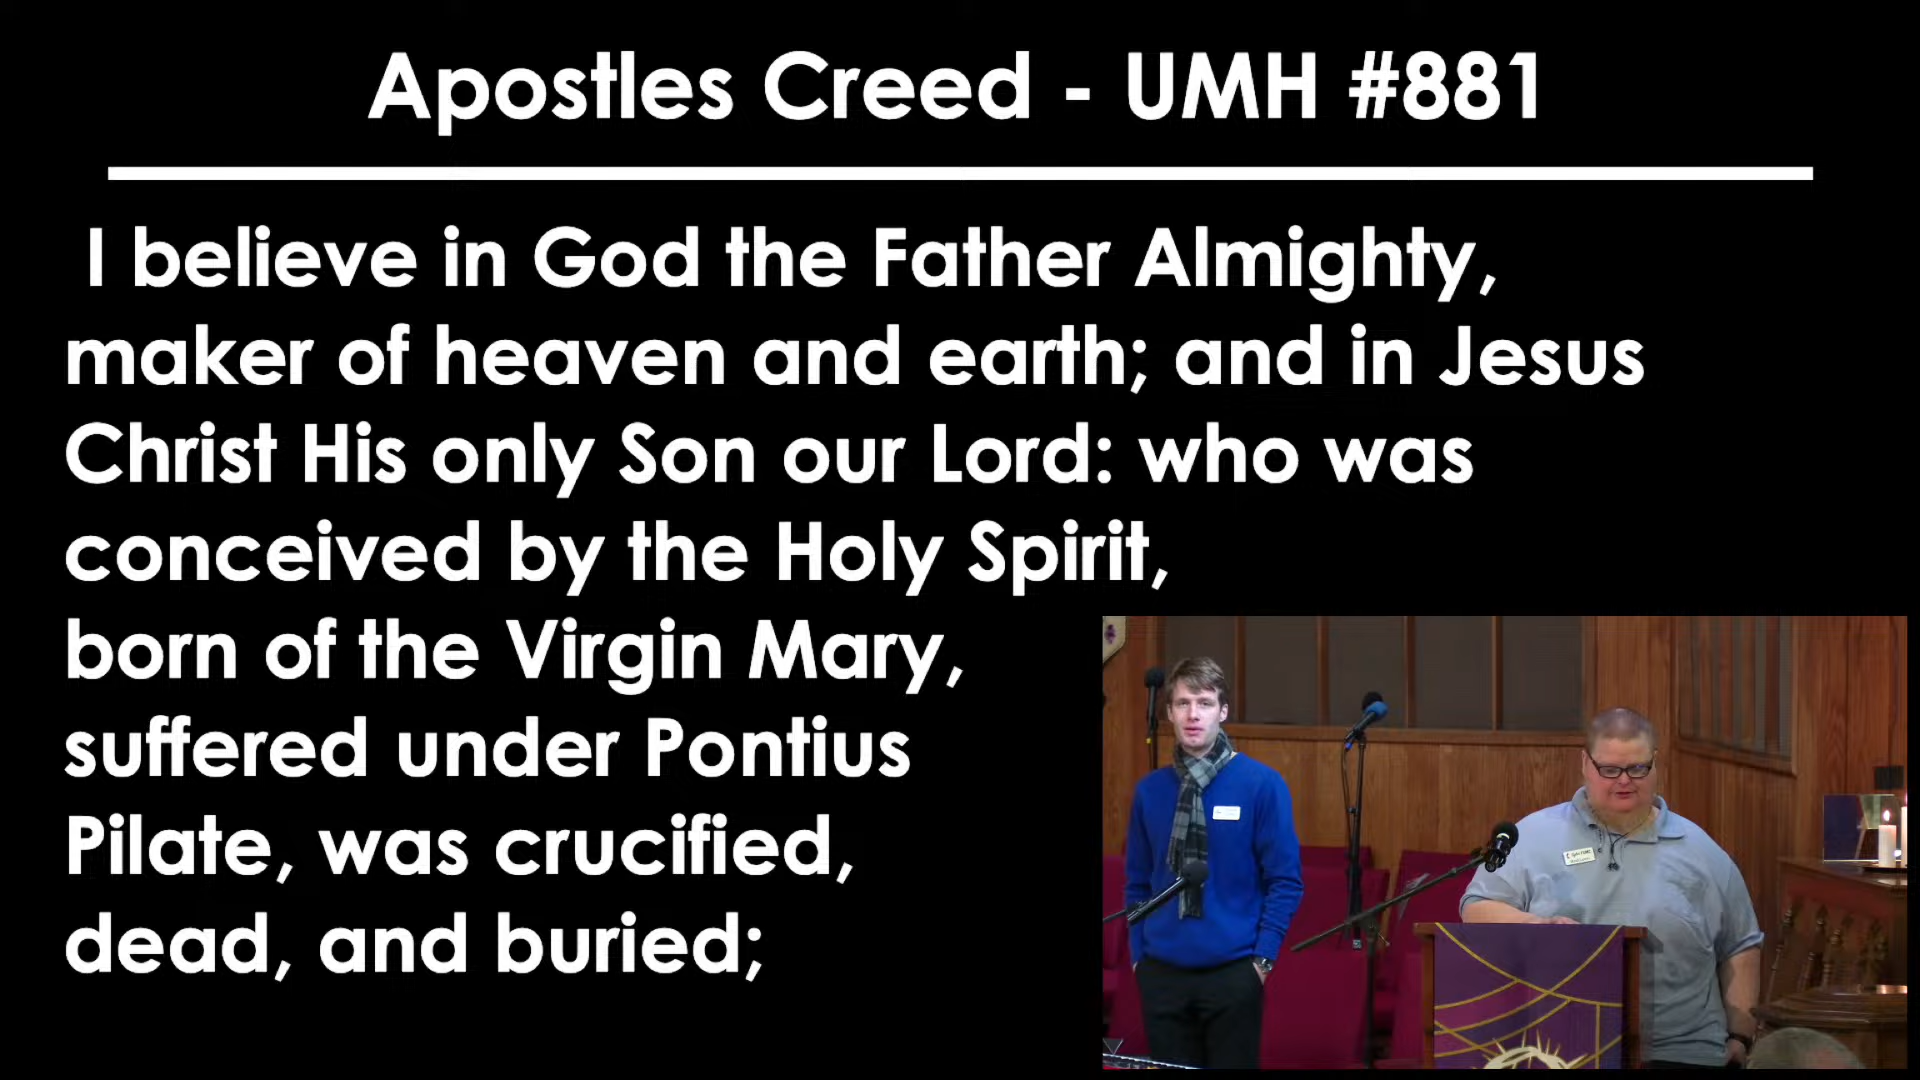 Apostles Creed - UMH #881
I believe in God the Father Almighty,
maker of heaven and earth; and in Jesus
Christ His only Son our Lord: who was
conceived by the Holy Spirit,
born of the Virgin Mary,
suffered under Pontius
Pilate, was crucified,
dead, and buried;